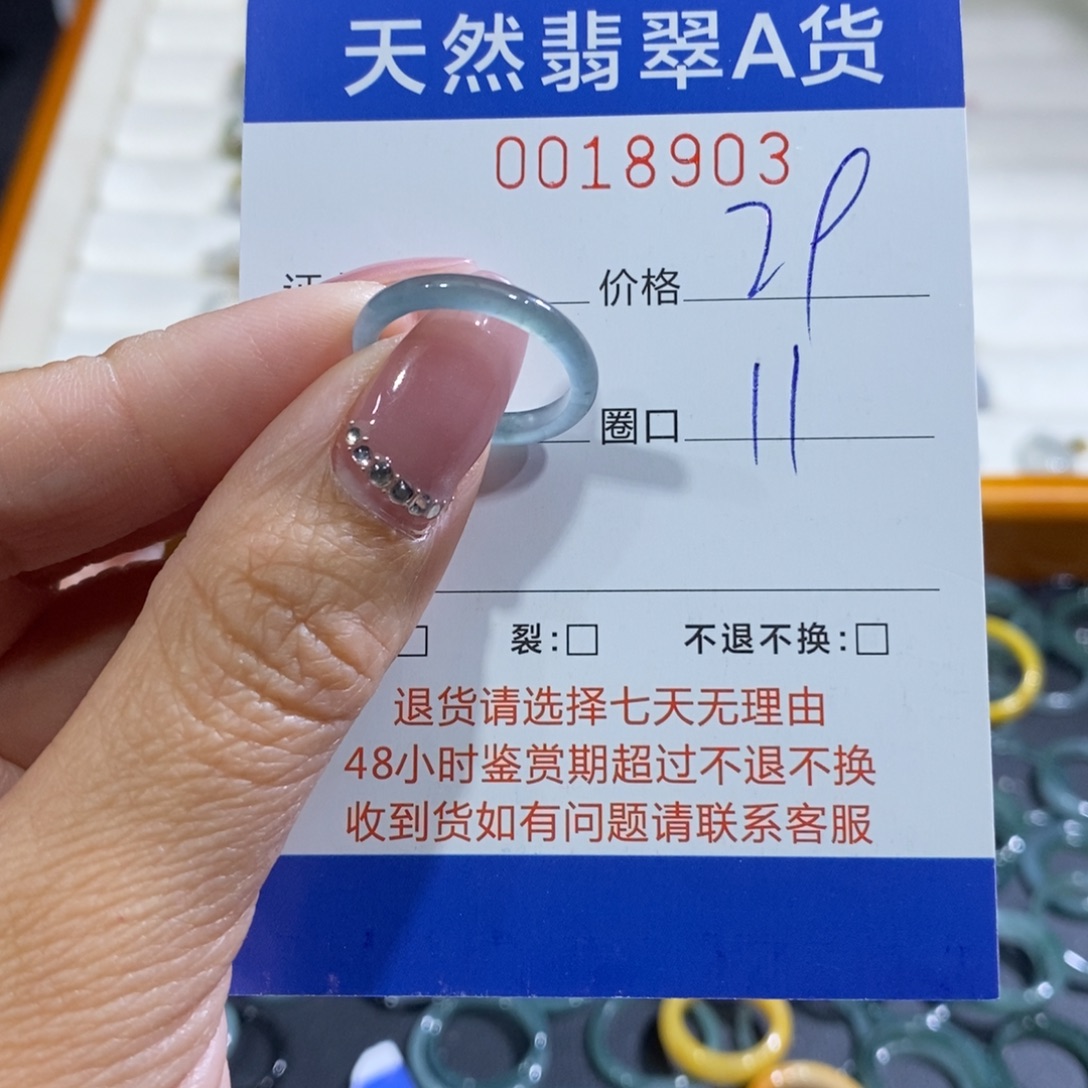 天然翡翠A货
0018903
价格 29
圈口 11
裂:□ 不退不换:□
退货请选择七天无理由
48小时鉴赏期超过不退不换
收到货如有问题请联系客服